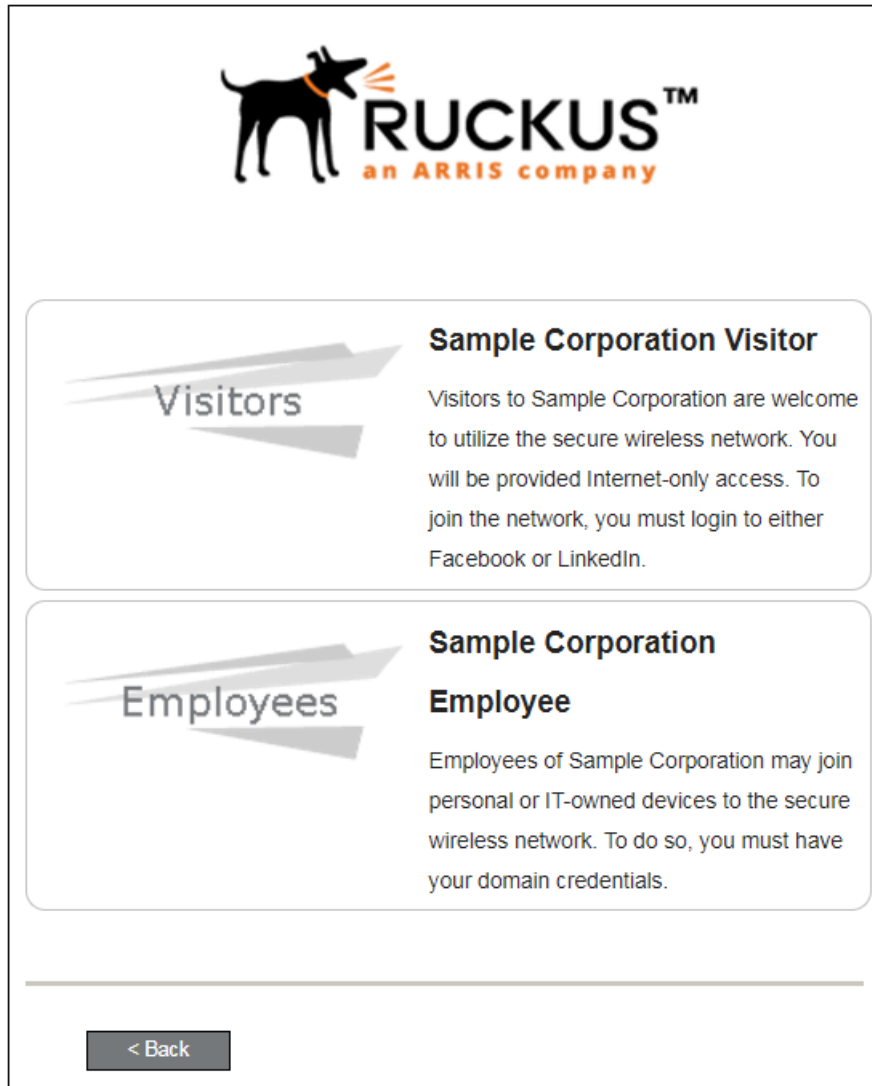 RUCKUS™
an ARRIS company
Visitors
Sample Corporation Visitor
Visitors to Sample Corporation are welcome
to utilize the secure wireless network. You
will be provided Internet-only access. To
join the network, you must login to either
Facebook or LinkedIn.
Employees
Sample Corporation
Employee
Employees of Sample Corporation may join
personal or IT-owned devices to the secure
wireless network. To do so, you must have
your domain credentials.
< Back